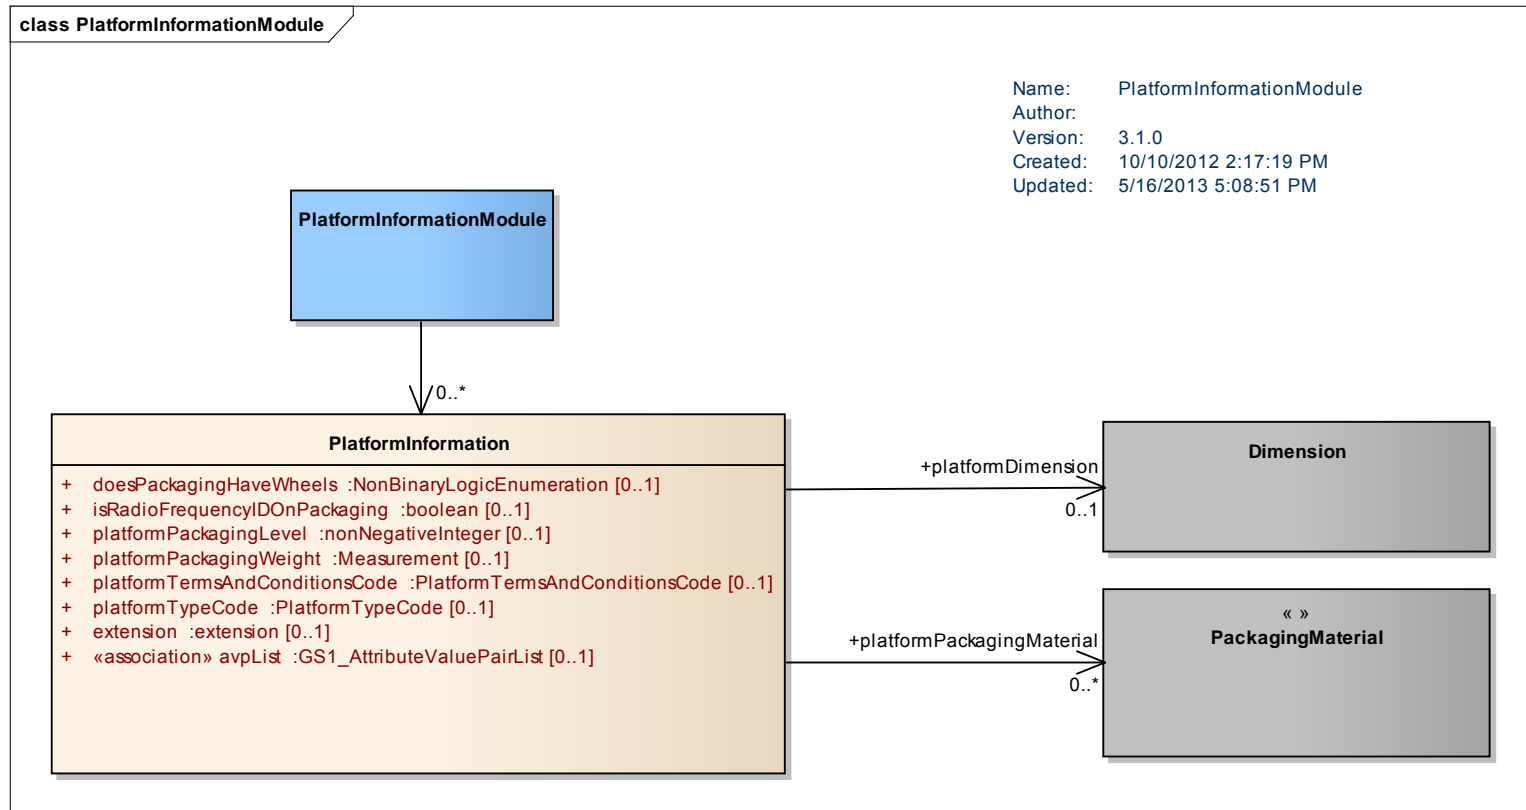 class PlatformInformationModule
Name: PlatformInformationModule
Author:
Version: 3.1.0
Created: 10/10/2012 2:17:19 PM
Updated: 5/16/2013 5:08:51 PM
PlatformInformationModule
0..*
PlatformInformation
+ doesPackagingHaveWheels :NonBinaryLogicEnumeration [0..1]
+ isRadioFrequencyIDOnPackaging :boolean [0..1]
+ platformPackagingLevel :nonNegativeInteger [0..1]
+ platformPackagingWeight :Measurement [0..1]
+ platformTermsAndConditionsCode :PlatformTermsAndConditionsCode [0..1]
+ platformTypeCode :PlatformTypeCode [0..1]
+ extension :extension [0..1]
+ «association» avpList :GS1_AttributeValuePairList [0..1]
+platformDimension
0..1
Dimension
+platformPackagingMaterial
0..*
« »
PackagingMaterial